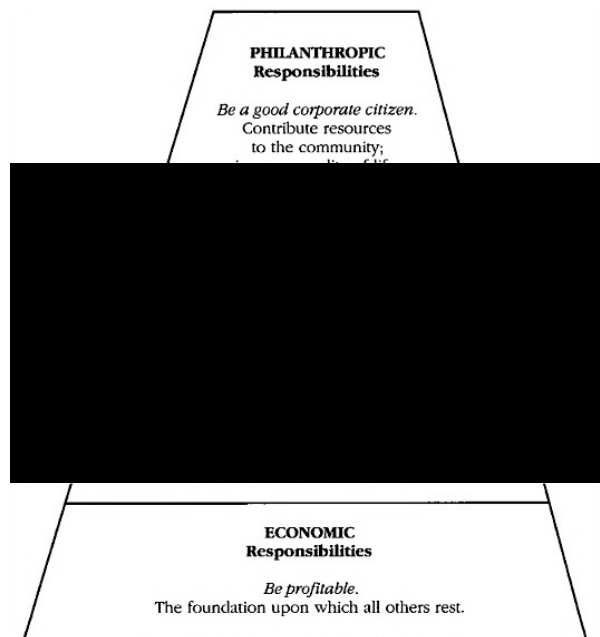 PHILANTHROPIC
Responsibilities
Be a good corporate citizen.
Contribute resources
to the community;
ECONOMIC
Responsibilities
Be profitable.
The foundation upon which all others rest.